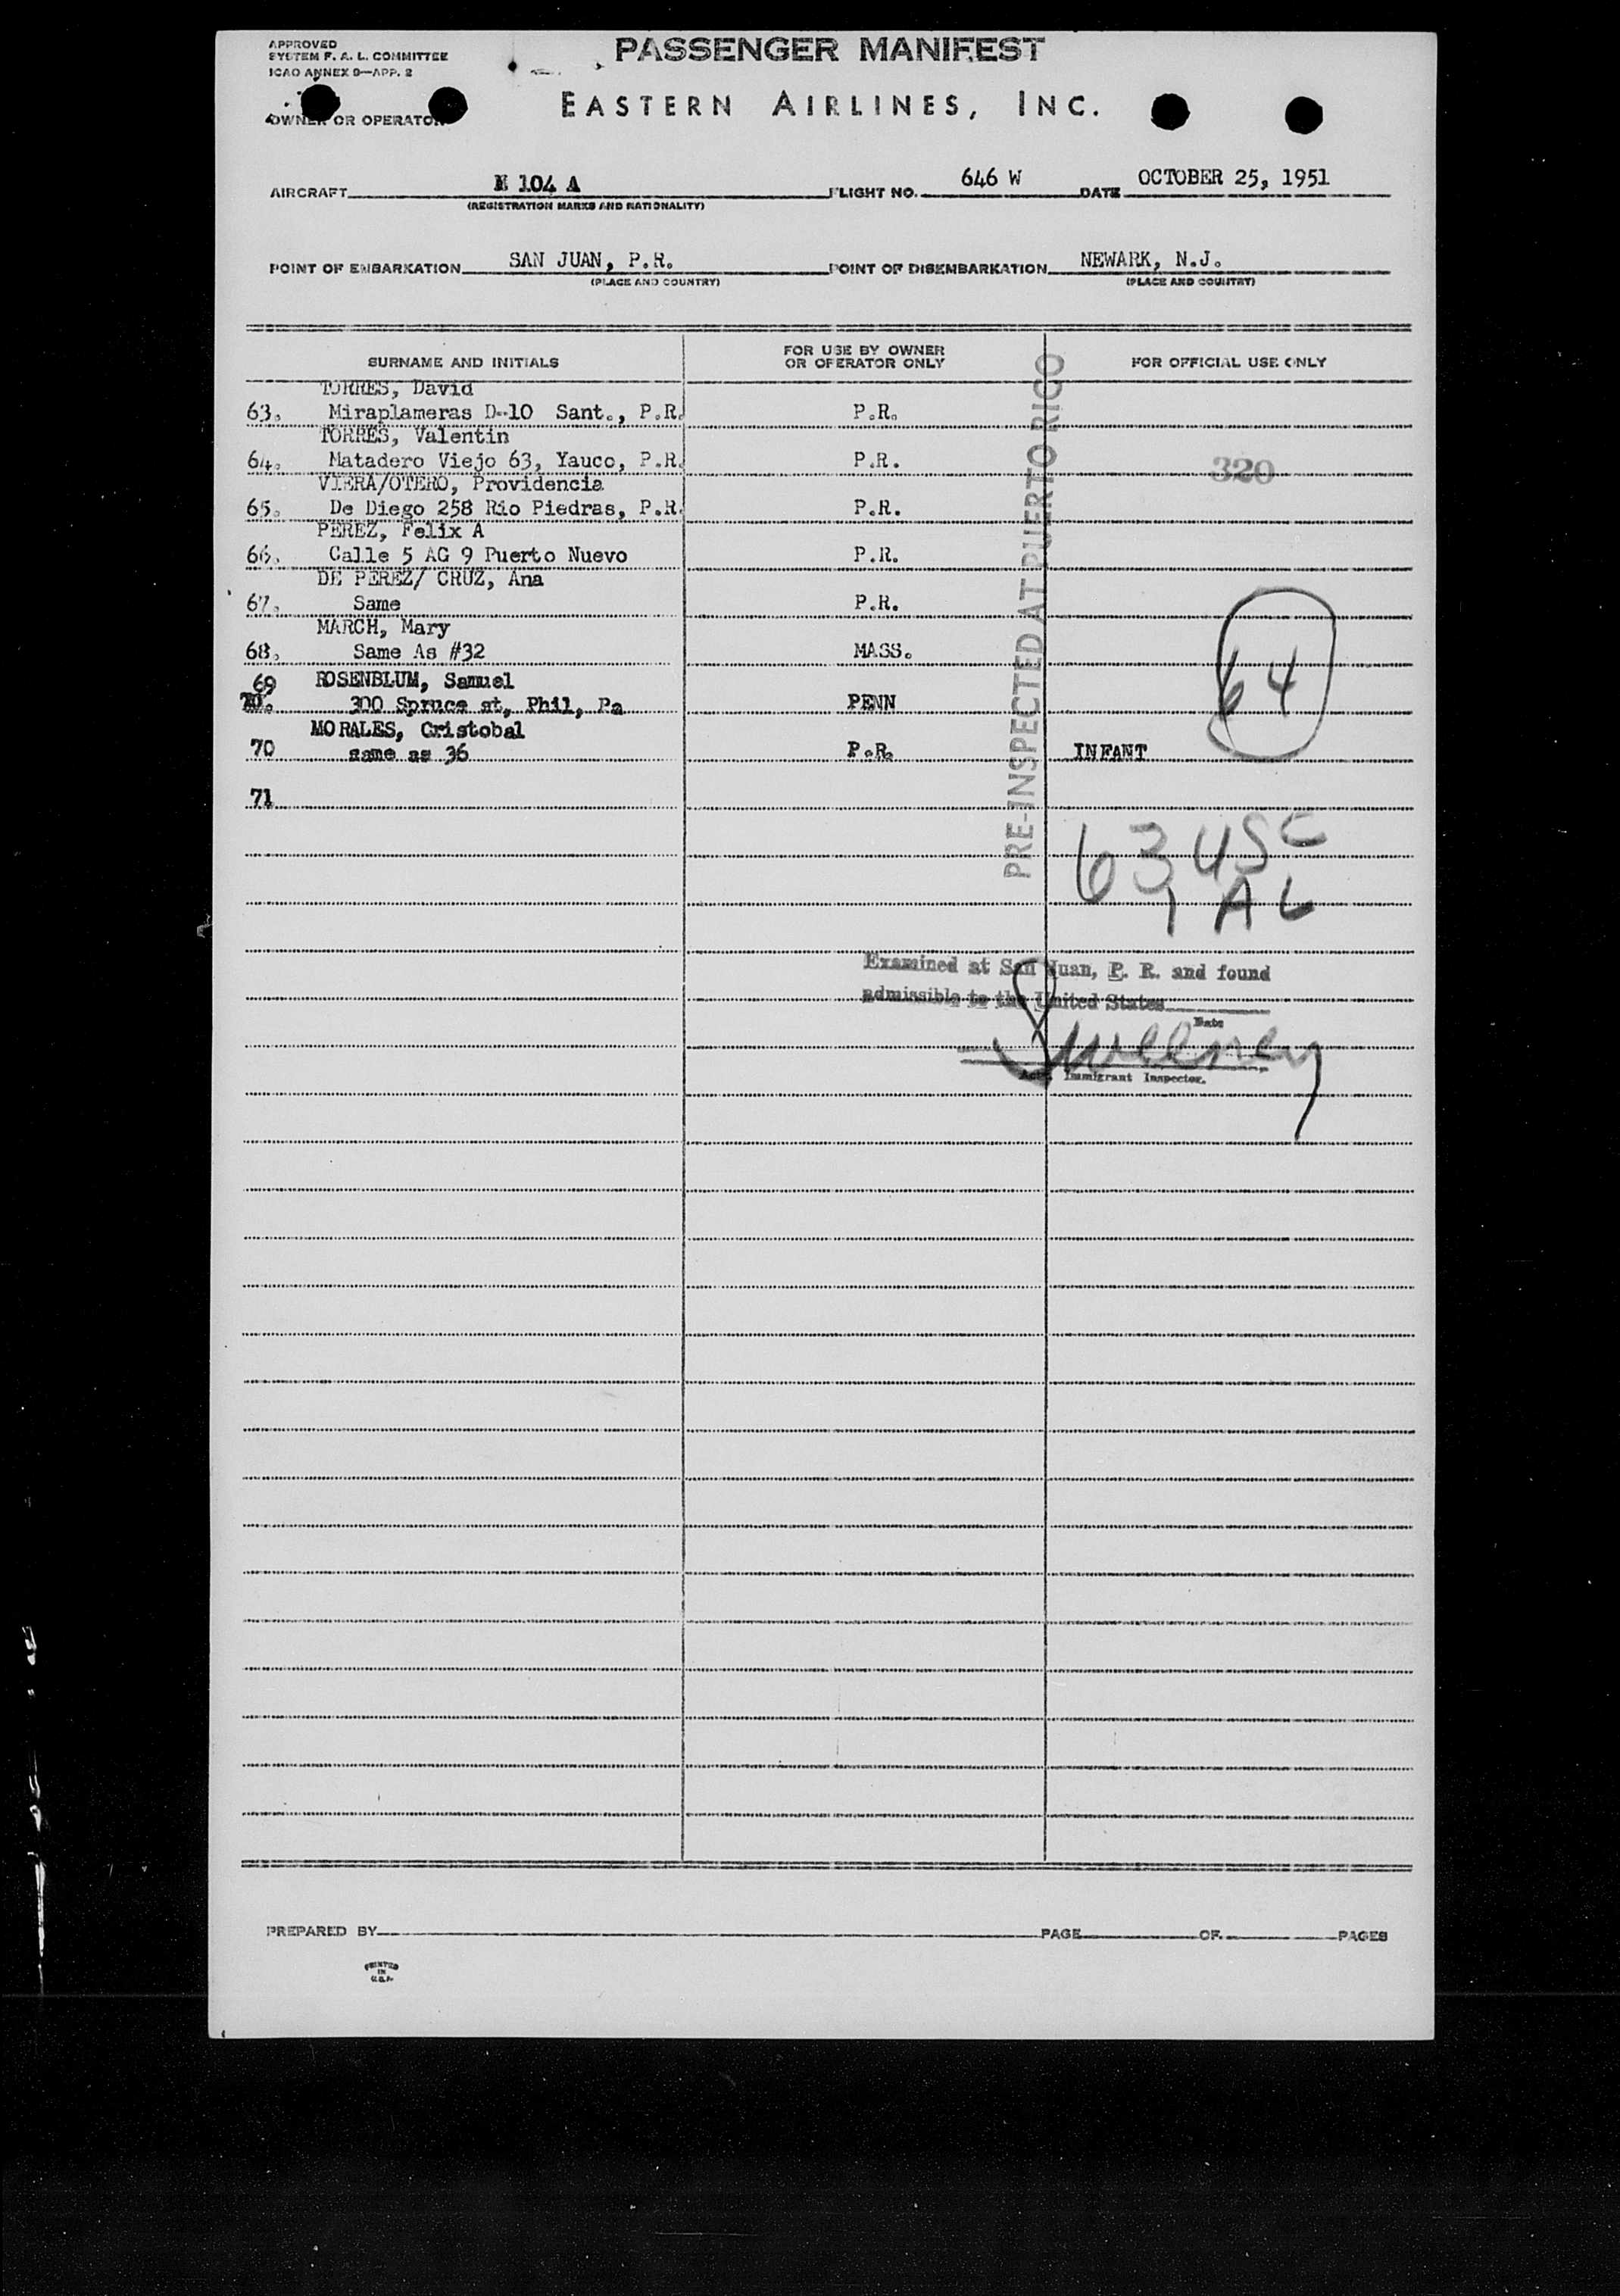 APPROVED
SYSTEM F. A. L. COMMITTEE
ICAO ANNEX 9—APP. 2
PASSENGER MANIFEST
EASTERN AIRLINES, INC.
OWNER OR OPERATOR
AIRCRAFT N 104 A FLIGHT NO. 646 W DATE OCTOBER 25, 1951
(REGISTRATION MARKS AND NATIONALITY)
POINT OF EMBARKATION SAN JUAN, P.R. POINT OF DISEMBARKATION NEWARK, N.J.
(PLACE AND COUNTRY) (PLACE AND COUNTRY)
SURNAME AND INITIALS FOR USE BY OWNER OR OPERATOR ONLY FOR OFFICIAL USE ONLY
TORRES, David
63. Miraplameras D-10 Sant., P.R. P.R.
TORRES, Valentin
64. Matadero Viejo 63, Yauco, P.R. P.R.
320
VIERA/OTERO, Providencia
65. De Diego 258 Rio Piedras, P.R. P.R.
PEREZ, Felix A
66. Calle 5 AG 9 Puerto Nuevo P.R.
DE PEREZ/ CRUZ, Ana
67. Same P.R.
MARCH, Mary
68. Same As #32 MASS.
64
69 ROSENBLUM, Samuel
300 Spruce st, Phil, Pa PENN
MORALES, Cristobal
70 same as 36 P.R. INFANT
71
PRE-INSPECTED AT PUERTO RICO
63 USC
1 AL
Examined at San Juan, P. R. and found
admissible to the United States
Date
Sweeney
Actg. Immigrant Inspector.
PREPARED BY PAGE OF PAGES
PRINTED
IN
U.S.A.